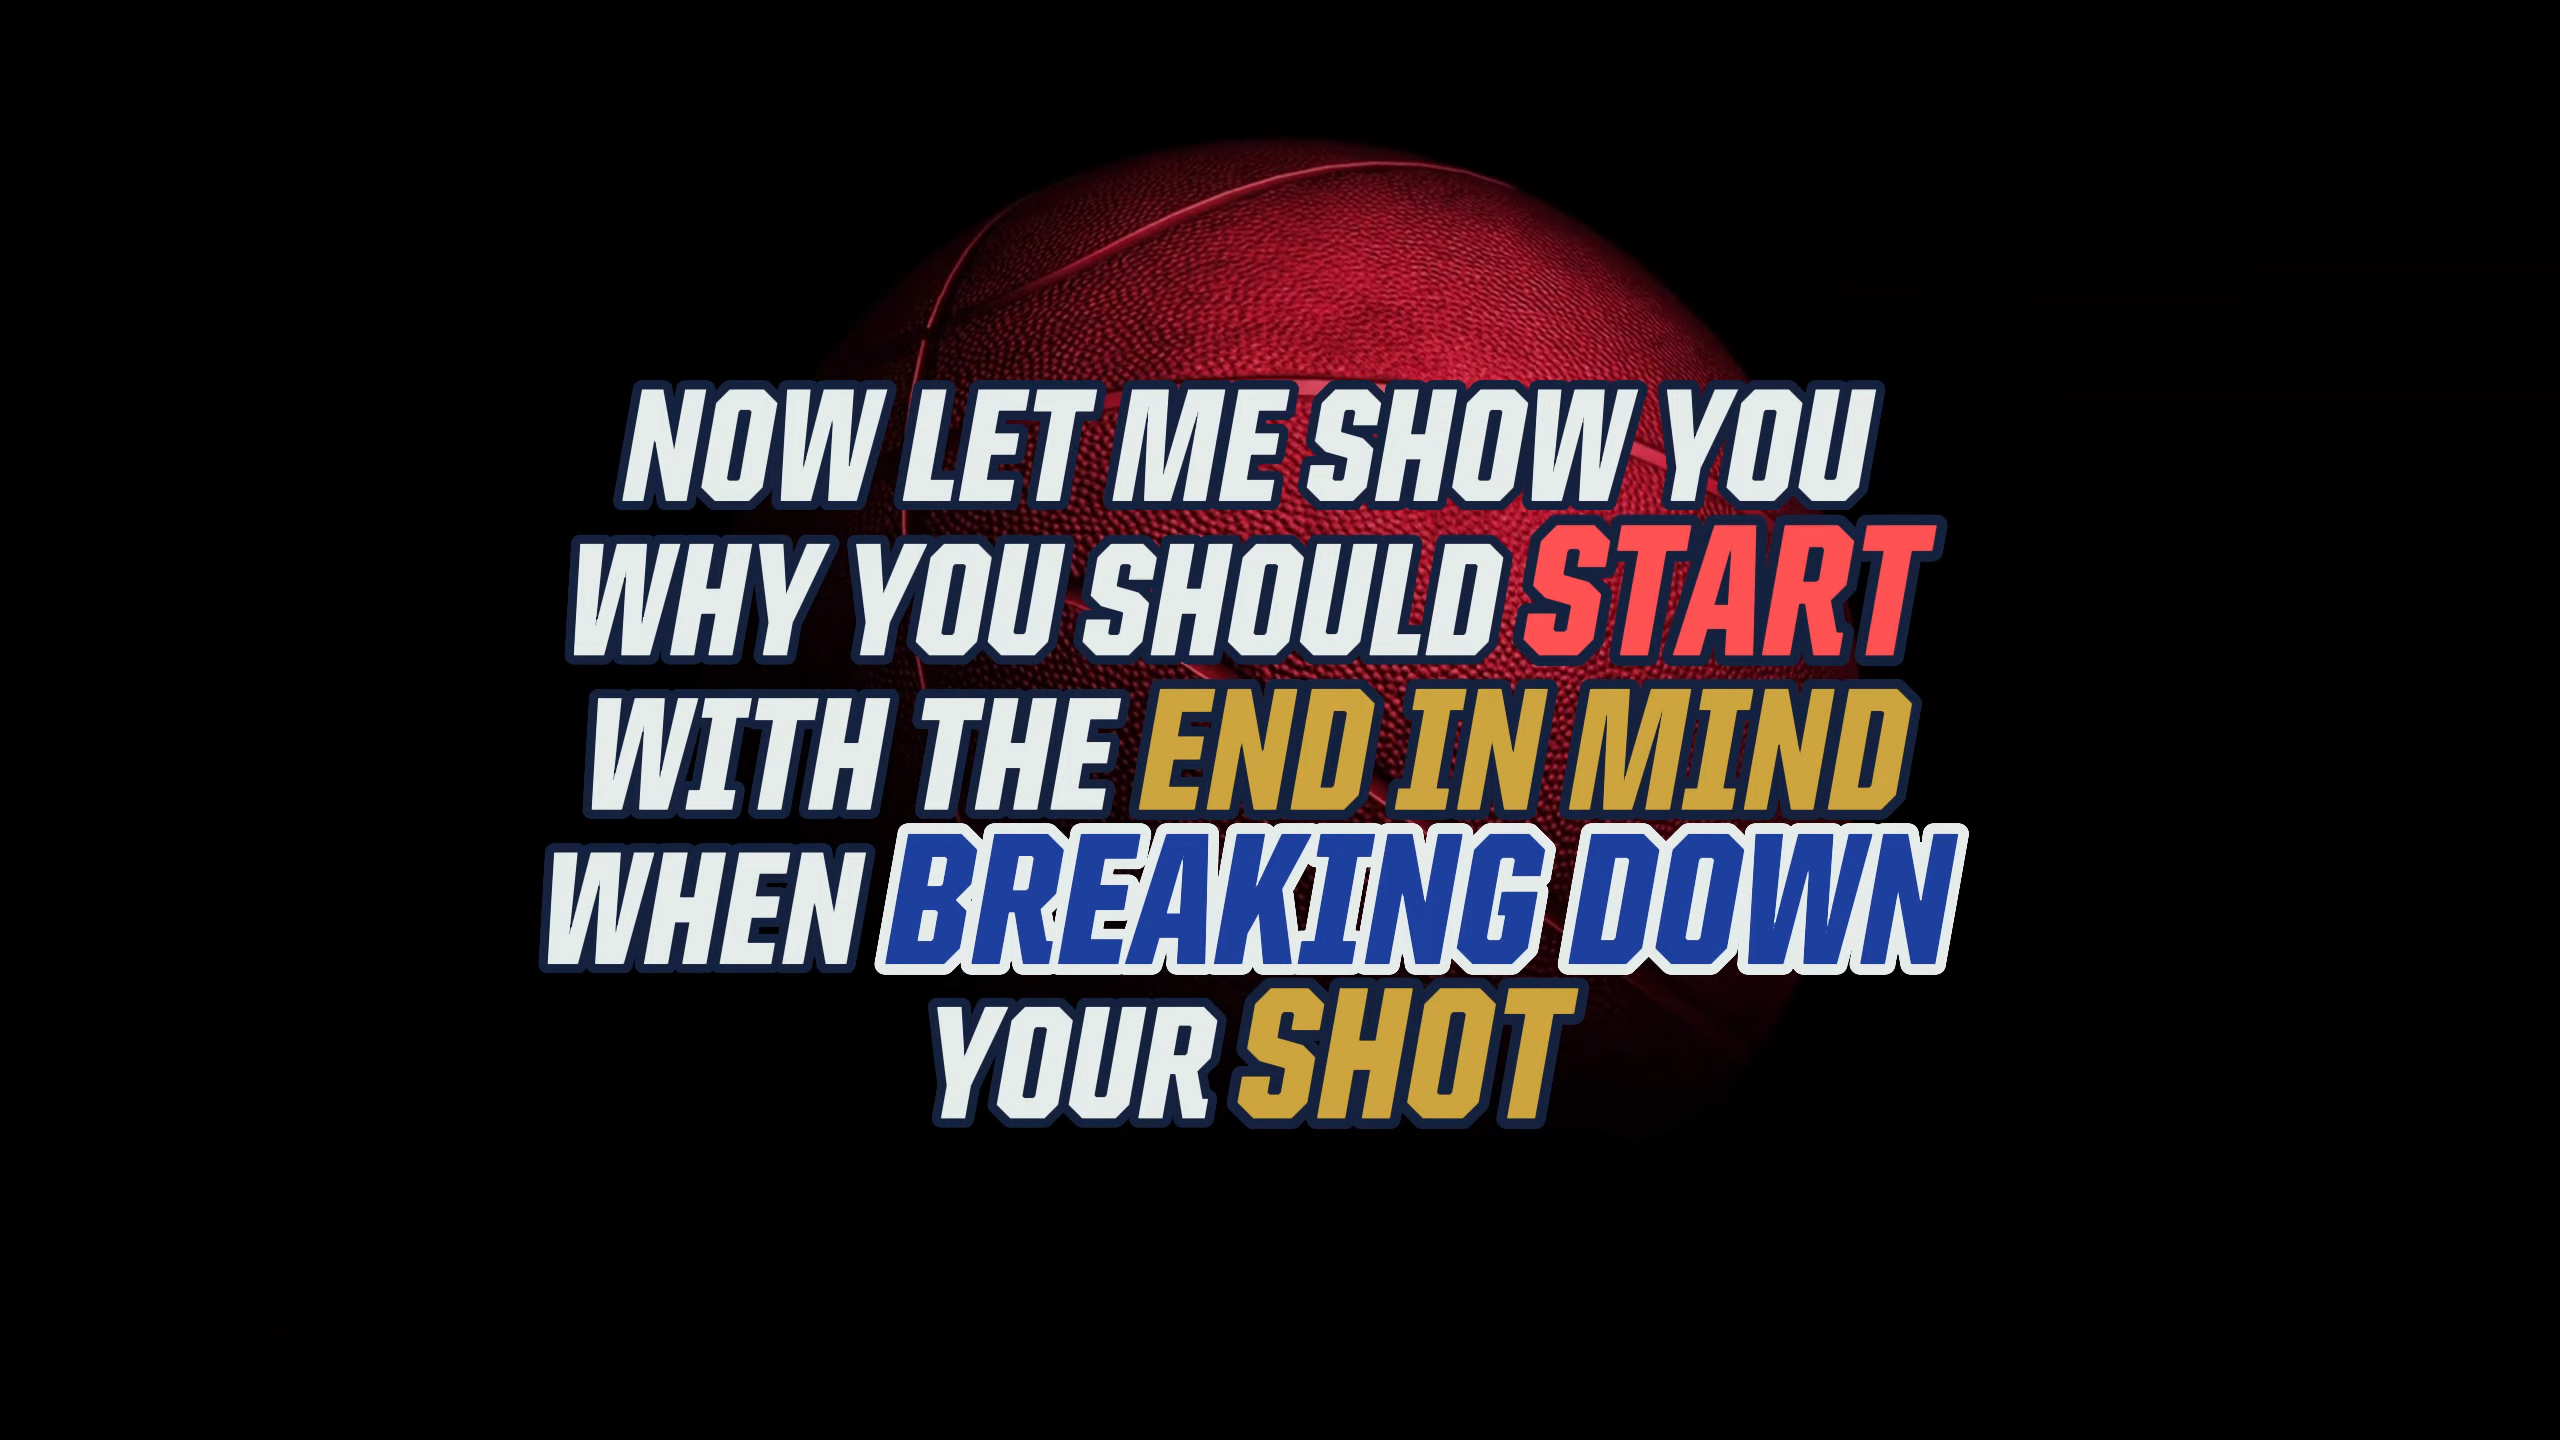 NOW LET ME SHOW YOU
WHY YOU SHOULD START
WITH THE END IN MIND
WHEN BREAKING DOWN
YOUR SHOT